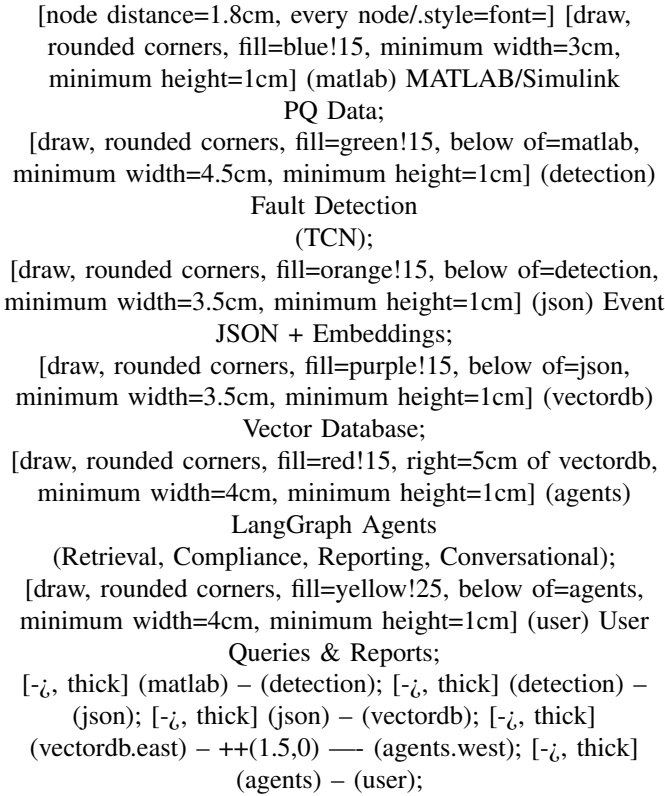 [node distance=1.8cm, every node/.style=font=] [draw,
rounded corners, fill=blue!15, minimum width=3cm,
minimum height=1cm] (matlab) MATLAB/Simulink
PQ Data;
[draw, rounded corners, fill=green!15, below of=matlab,
minimum width=4.5cm, minimum height=1cm] (detection)
Fault Detection
(TCN);
[draw, rounded corners, fill=orange!15, below of=detection,
minimum width=3.5cm, minimum height=1cm] (json) Event
JSON + Embeddings;
[draw, rounded corners, fill=purple!15, below of=json,
minimum width=3.5cm, minimum height=1cm] (vectordb)
Vector Database;
[draw, rounded corners, fill=red!15, right=5cm of vectordb,
minimum width=4cm, minimum height=1cm] (agents)
LangGraph Agents
(Retrieval, Compliance, Reporting, Conversational);
[draw, rounded corners, fill=yellow!25, below of=agents,
minimum width=4cm, minimum height=1cm] (user) User
Queries & Reports;
[-¿, thick] (matlab) – (detection); [-¿, thick] (detection) –
(json); [-¿, thick] (json) – (vectordb); [-¿, thick]
(vectordb.east) – ++(1.5,0) —- (agents.west); [-¿, thick]
(agents) – (user);